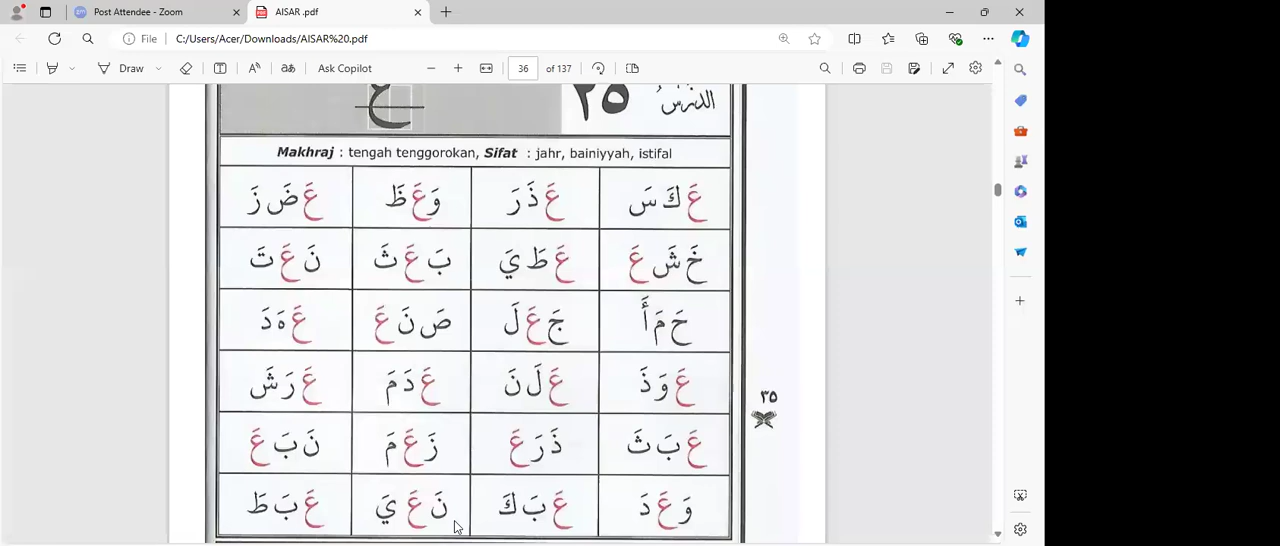 Post Attendee - Zoom
AISAR .pdf
File
C:/Users/Acer/Downloads/AISAR%20.pdf
Draw
Ask Copilot
36 of 137
الدرس ٢٥ ع
Makhraj : tengah tenggorokan, Sifat : jahr, bainiyyah, istifal
عَ كَ سَ عَ ذَ رَ وَ عَ ظَ عَ ضَ زَ
خَ شَ عَ عَ طَ يَ بَ عَ ثَ نَ عَ تَ
حَ مَ أَ جَ عَ لَ صَ نَ عَ عَ هَ دَ
عَ وَ ذَ عَ لَ نَ عَ دَ مَ عَ رَ شَ
عَ بَ ثَ ذَ رَ عَ زَ عَ مَ نَ بَ عَ
وَ عَ دَ عَ بَ كَ نَ عَ يَ عَ بَ طَ
٣٥